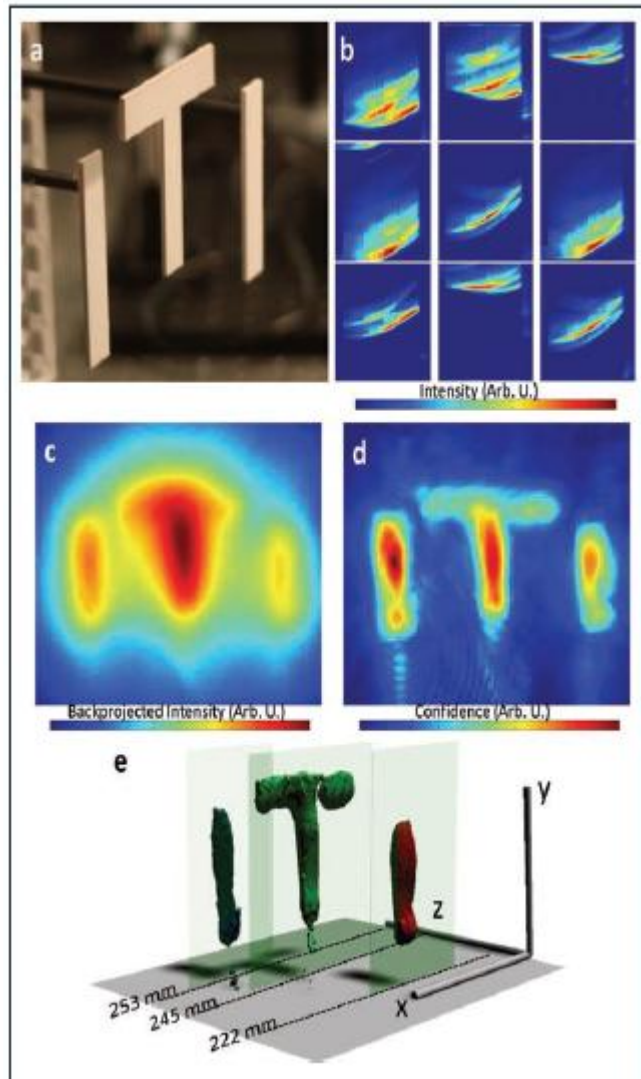 a
b
Intensity (Arb. U.)
c
d
Backprojected Intensity (Arb. U.)
Confidence (Arb. U.)
e
y
z
x
253 mm
245 mm
222 mm